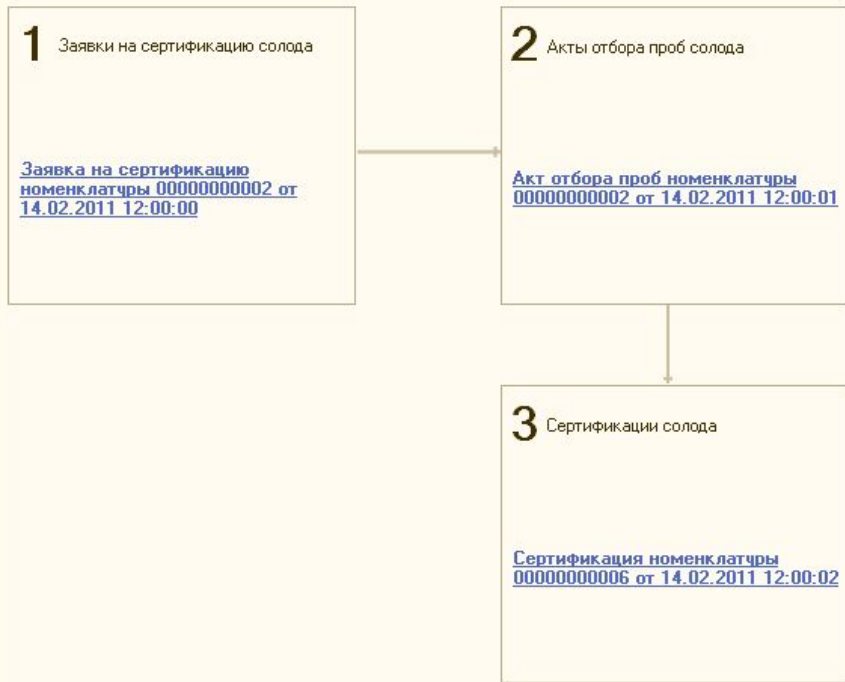 1 Заявки на сертификацию солода
Заявка на сертификацию
номенклатуры 00000000002 от
14.02.2011 12:00:00
2 Акты отбора проб солода
Акт отбора проб номенклатуры
00000000002 от 14.02.2011 12:00:01
3 Сертификации солода
Сертификация номенклатуры
00000000006 от 14.02.2011 12:00:02